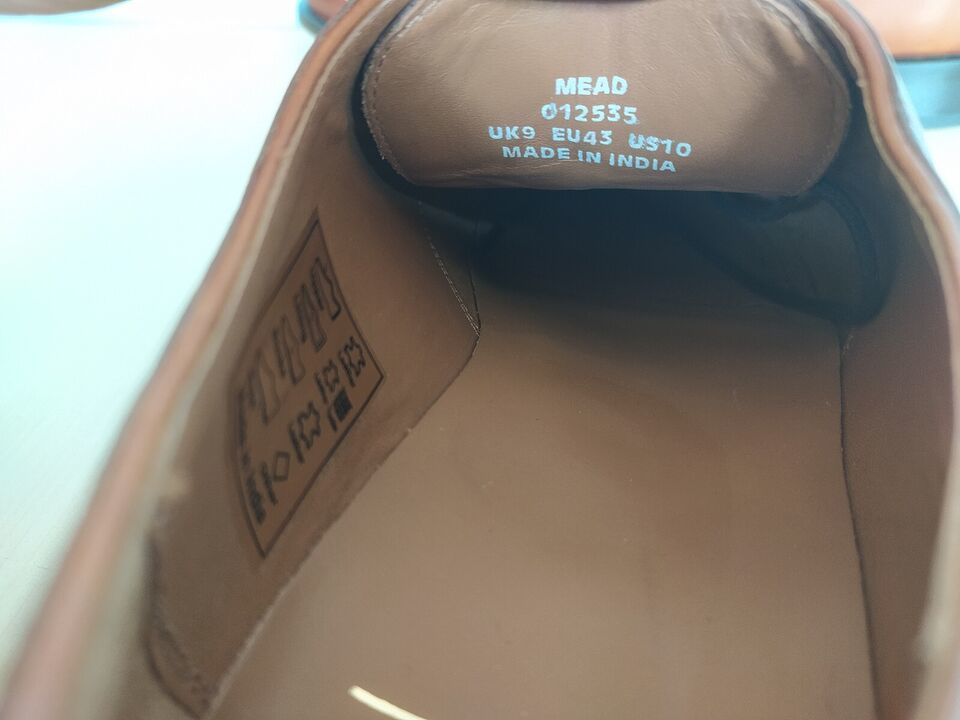 MEAD
012535
UK9 EU43 US10
MADE IN INDIA